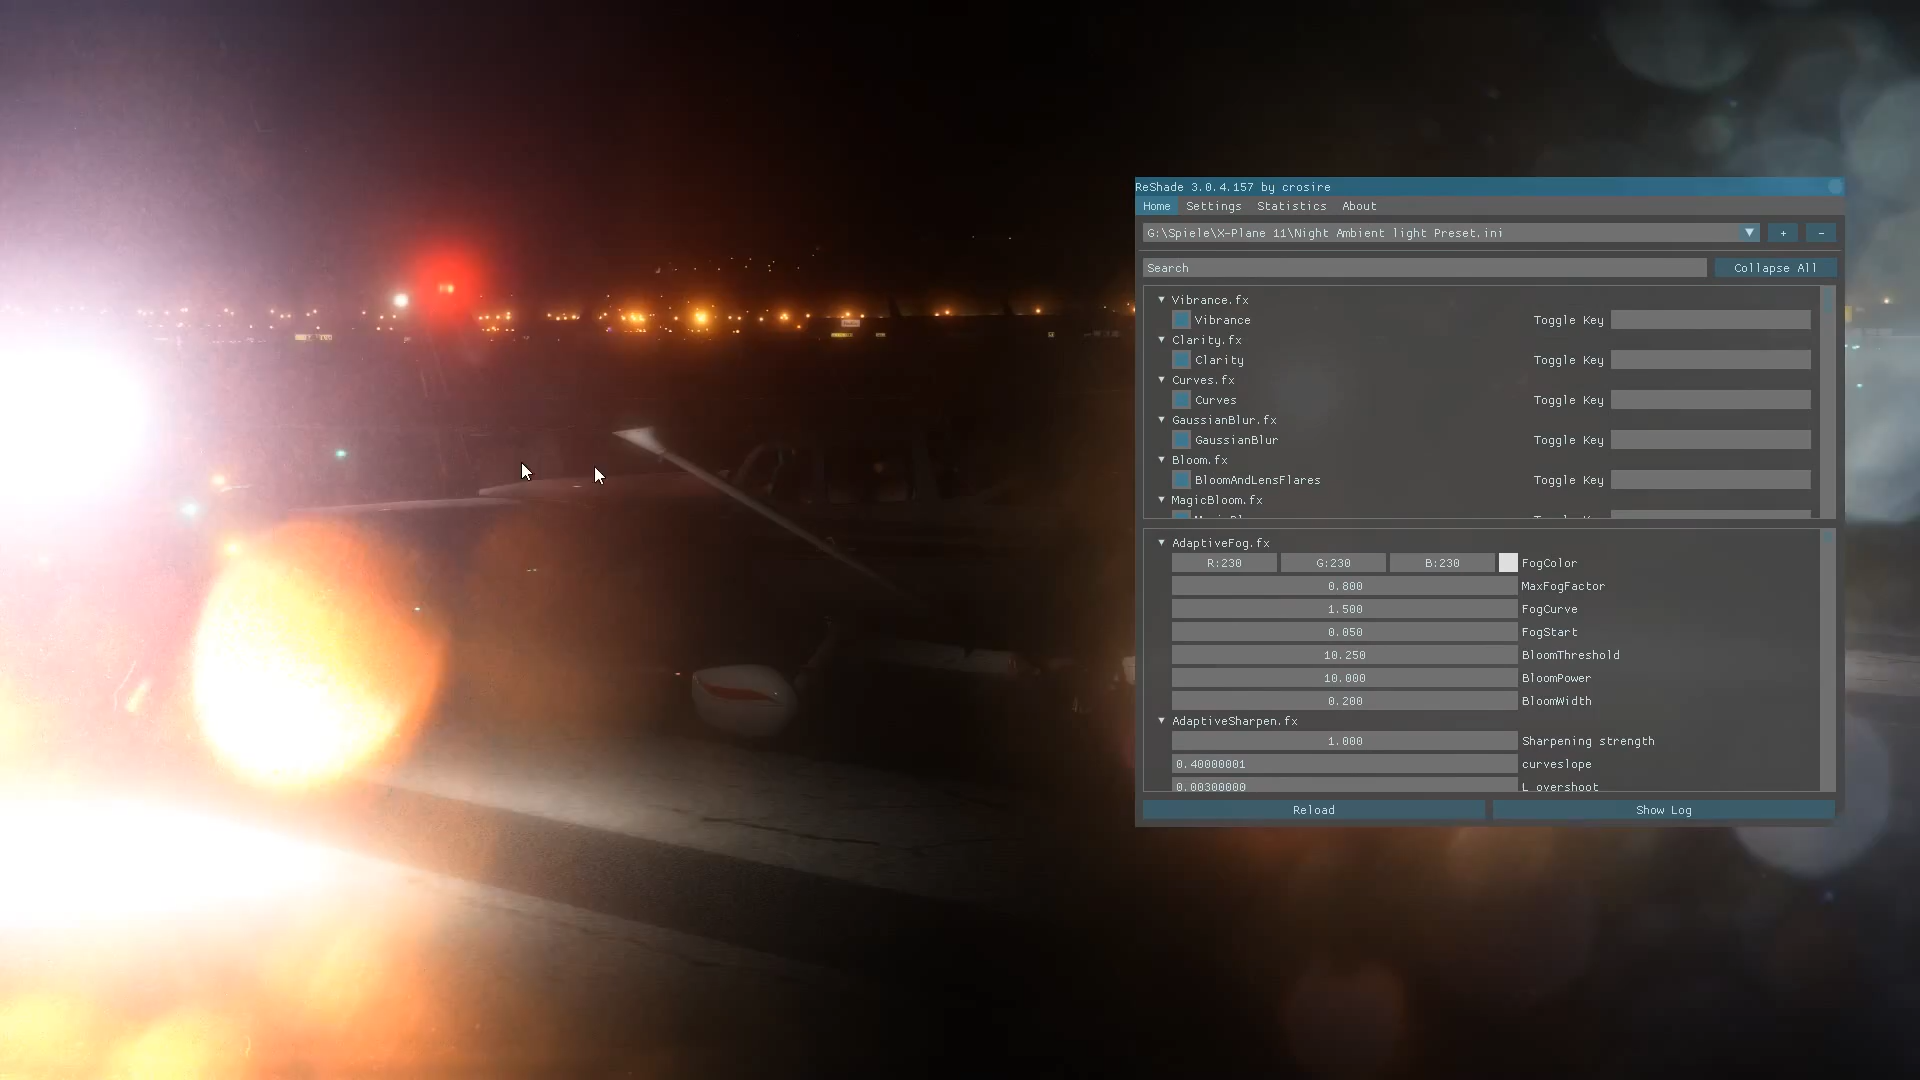 ReShade 3.0.4.157 by crosire
Home Settings Statistics About
G:\Spiele\X-Plane 11\Night Ambient light Preset.ini + -
Search Collapse All
Vibrance.fx
Vibrance Toggle Key
Clarity.fx
Clarity Toggle Key
Curves.fx
Curves Toggle Key
GaussianBlur.fx
GaussianBlur Toggle Key
Bloom.fx
BloomAndLensFlares Toggle Key
MagicBloom.fx
AdaptiveFog.fx
R:230 G:230 B:230 FogColor
0.800 MaxFogFactor
1.500 FogCurve
0.050 FogStart
10.250 BloomThreshold
10.000 BloomPower
0.200 BloomWidth
AdaptiveSharpen.fx
1.000 Sharpening strength
0.40000001 curveslope
0.00300000 L_overshoot
Reload Show Log